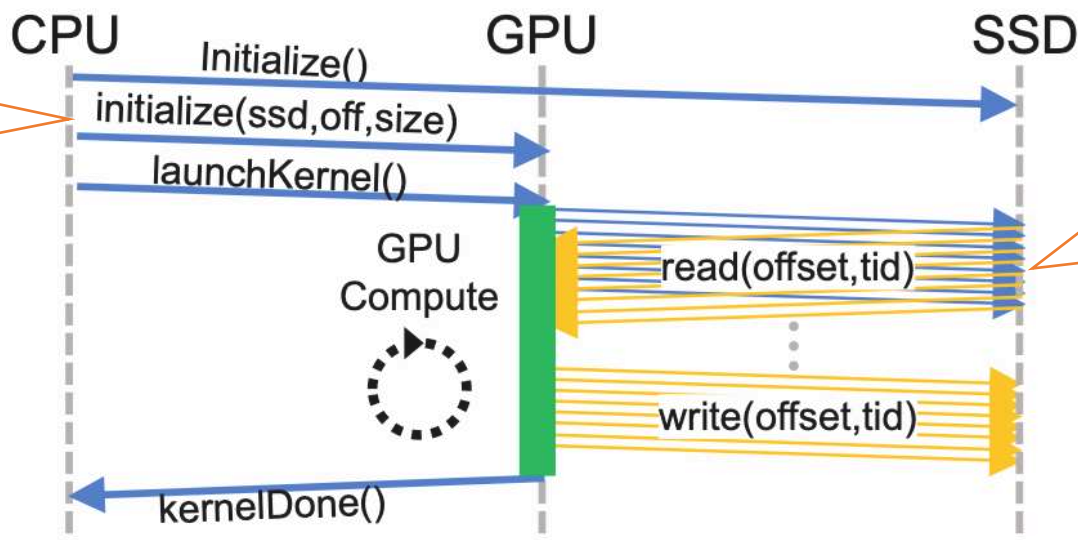 CPU
GPU
SSD
Initialize()
initialize(ssd,off,size)
launchKernel()
GPU
Compute
read(offset,tid)
write(offset,tid)
kernelDone()